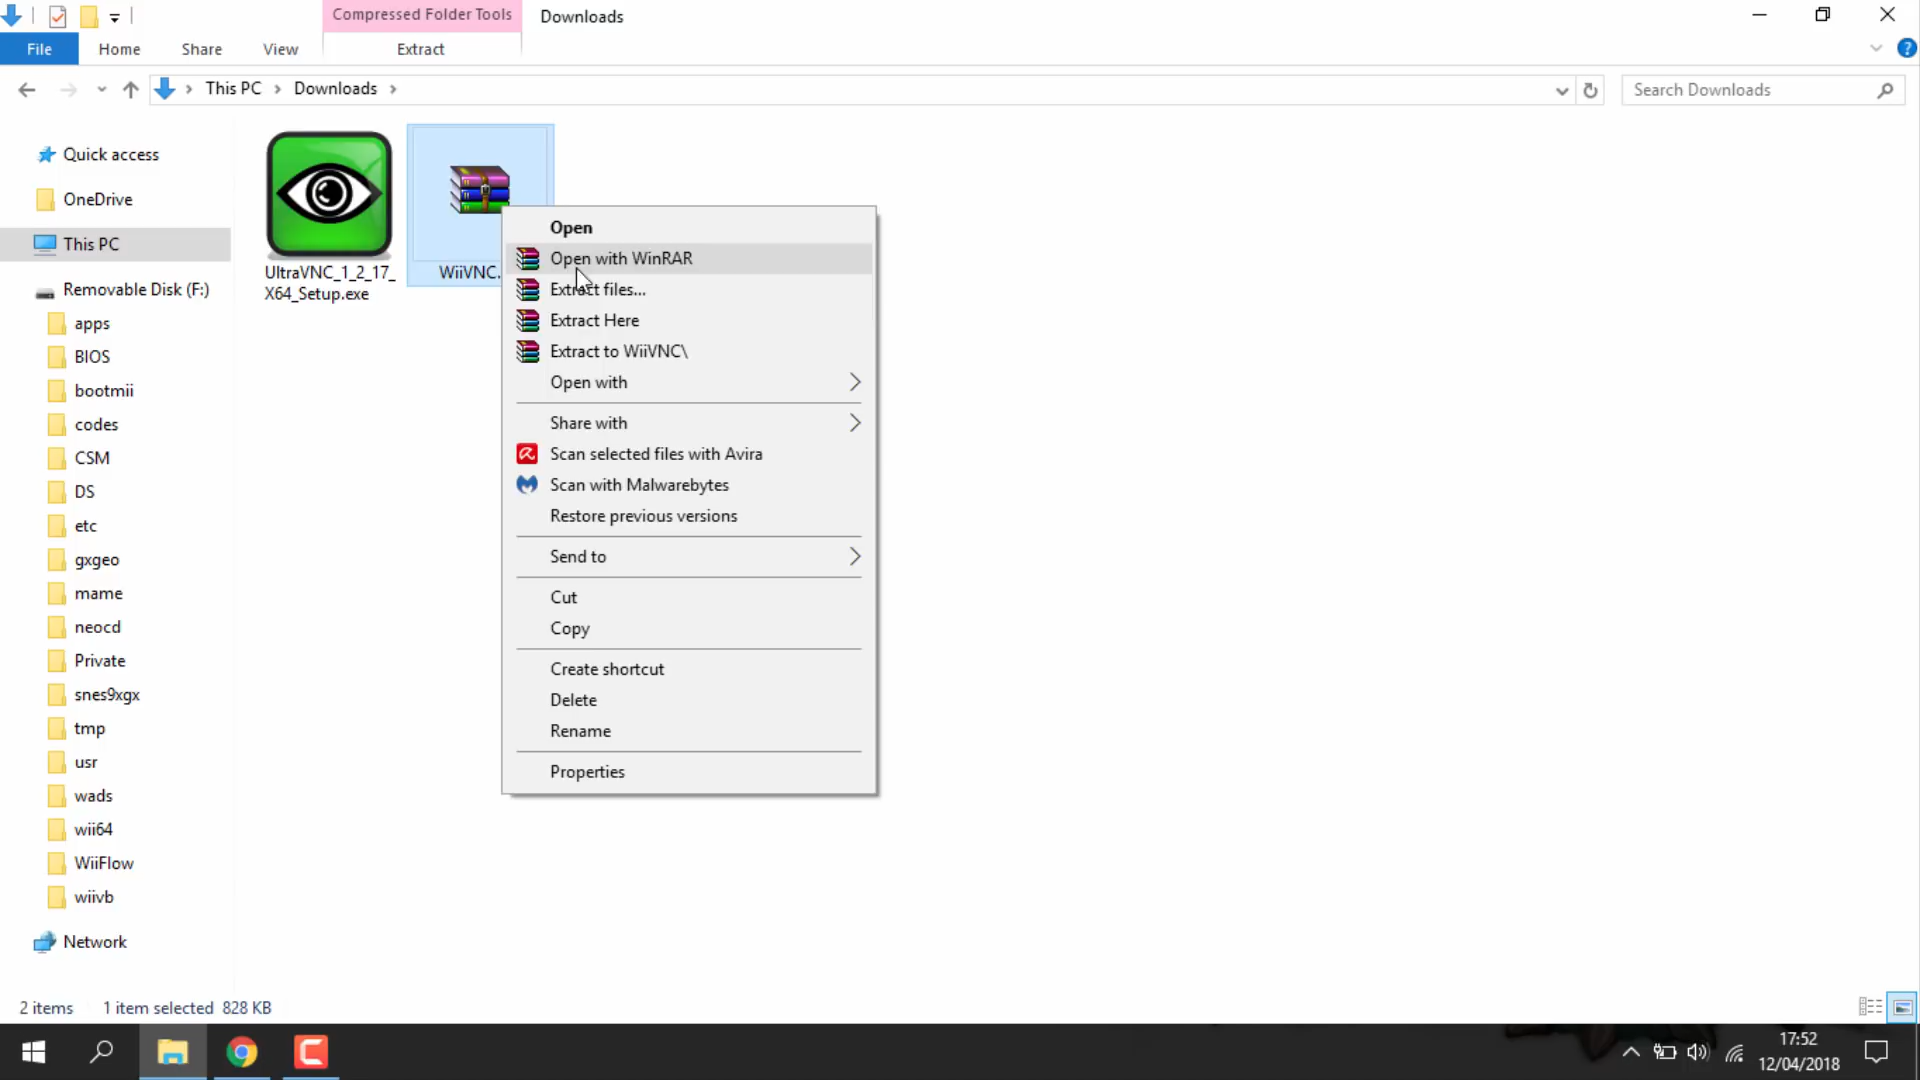 Compressed Folder Tools
Downloads
File
Home
Share
View
Extract
This PC
Downloads
Search Downloads
Quick access
OneDrive
This PC
Removable Disk (F:)
apps
BIOS
bootmii
codes
CSM
DS
etc
gxgeo
mame
neocd
Private
snes9xgx
tmp
usr
wads
wii64
WiiFlow
wiivb
Network
UltraVNC_1_2_17_
X64_Setup.exe
WiiVNC.
Open
Open with WinRAR
Extract files...
Extract Here
Extract to WiiVNC\
Open with
Share with
Scan selected files with Avira
Scan with Malwarebytes
Restore previous versions
Send to
Cut
Copy
Create shortcut
Delete
Rename
Properties
2 items
1 item selected 828 KB
17:52
12/04/2018